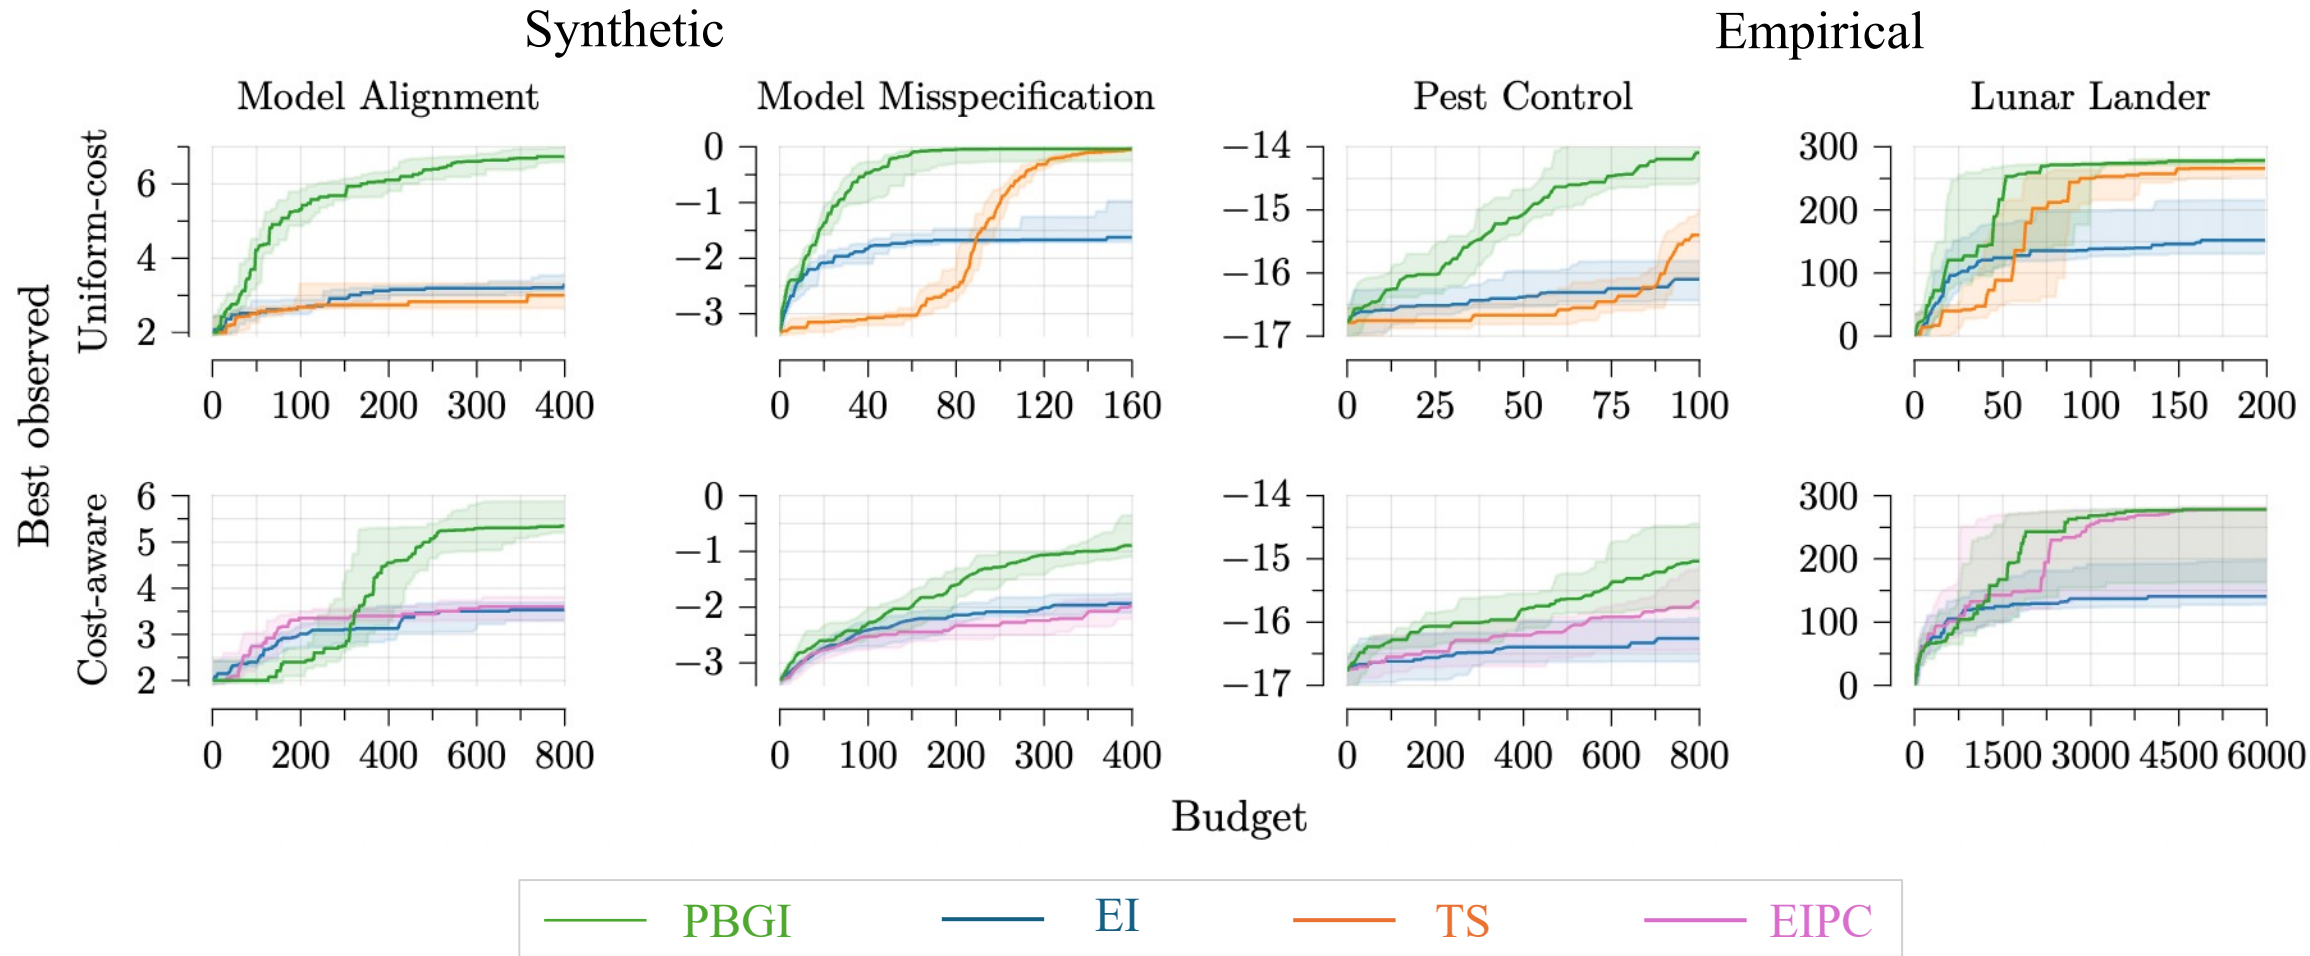 Synthetic
Empirical
Model Alignment
Model Misspecification
Pest Control
Lunar Lander
Best observed
Uniform-cost
6
4
2
0 100 200 300 400
0
−1
−2
−3
0 40 80 120 160
−14
−15
−16
−17
0 25 50 75 100
300
200
100
0
0 50 100 150 200
Cost-aware
6
5
4
3
2
0 200 400 600 800
0
−1
−2
−3
0 100 200 300 400
−14
−15
−16
−17
0 200 400 600 800
300
200
100
0
0 1500 3000 4500 6000
Budget
PBGI EI TS EIPC